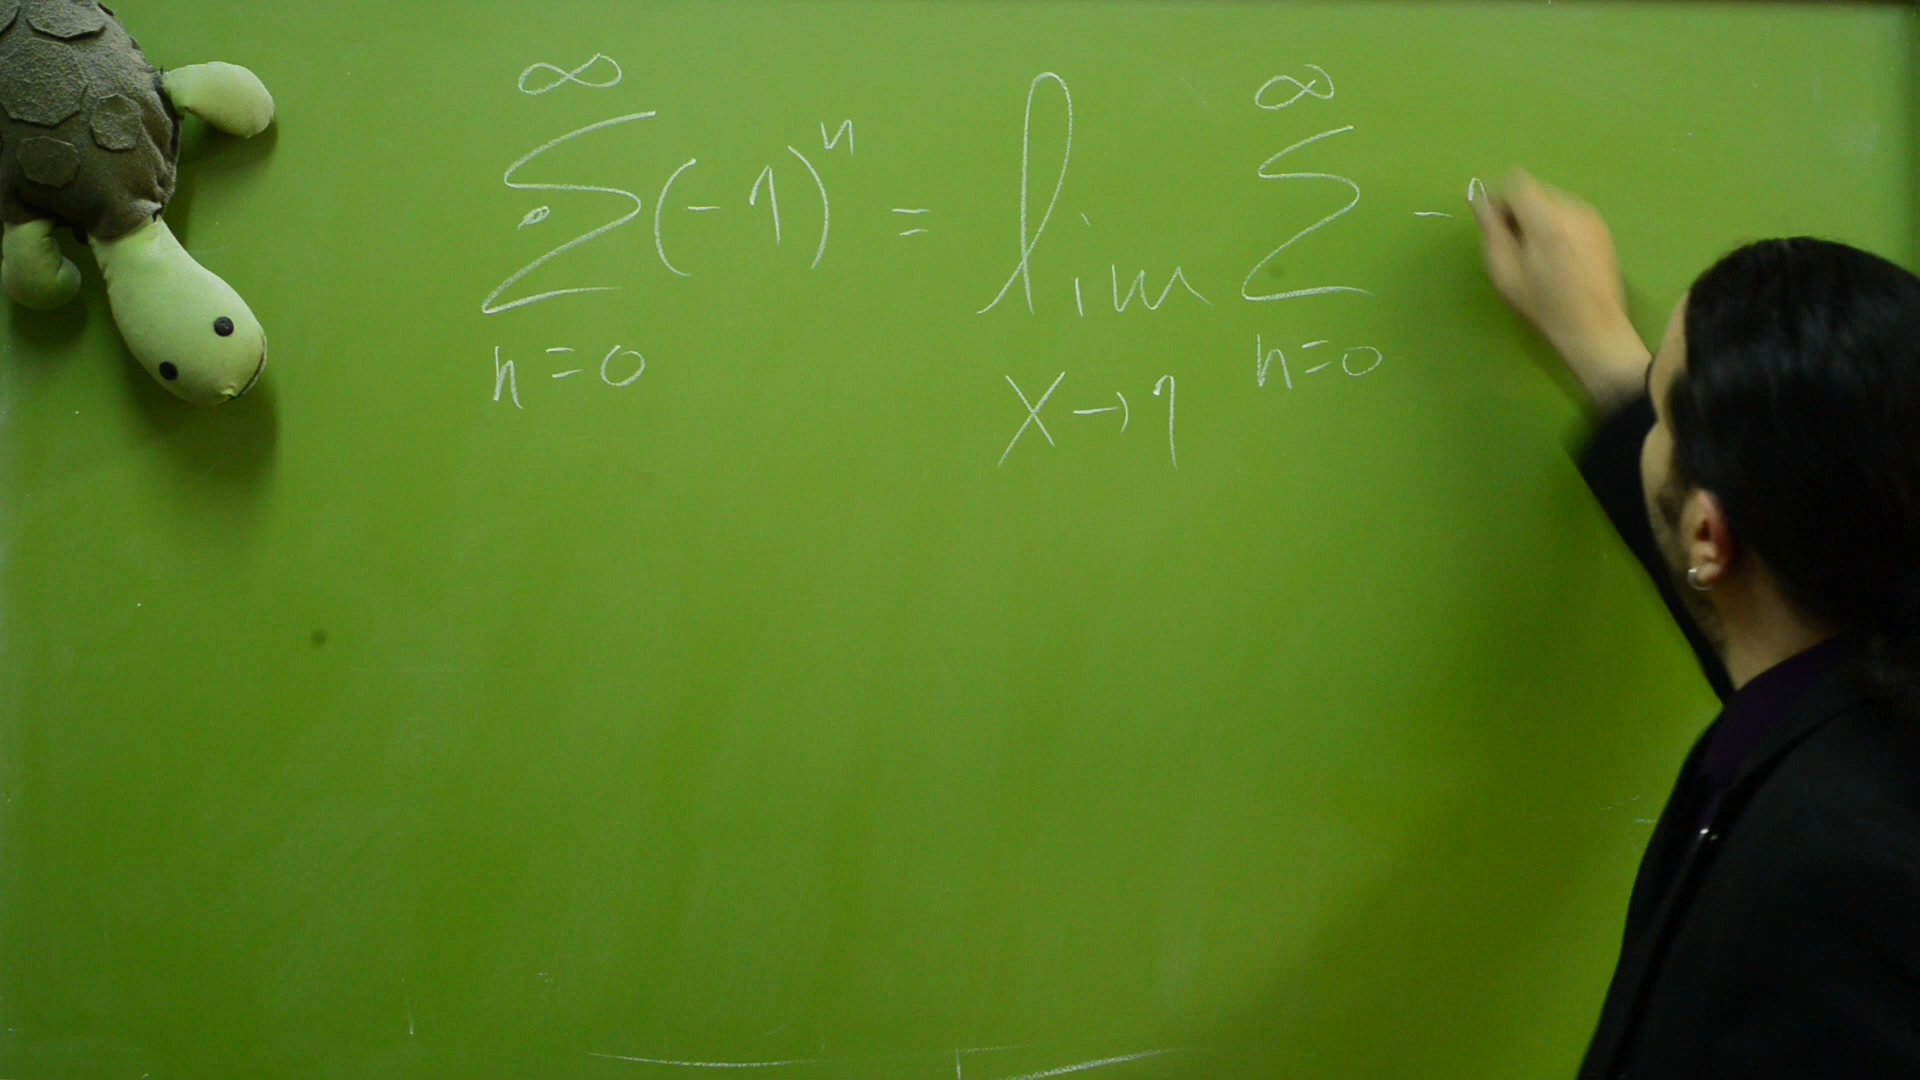 ∞ ∞
∑ (-1)ⁿ = lim ∑ -
n=0 x→1 n=0